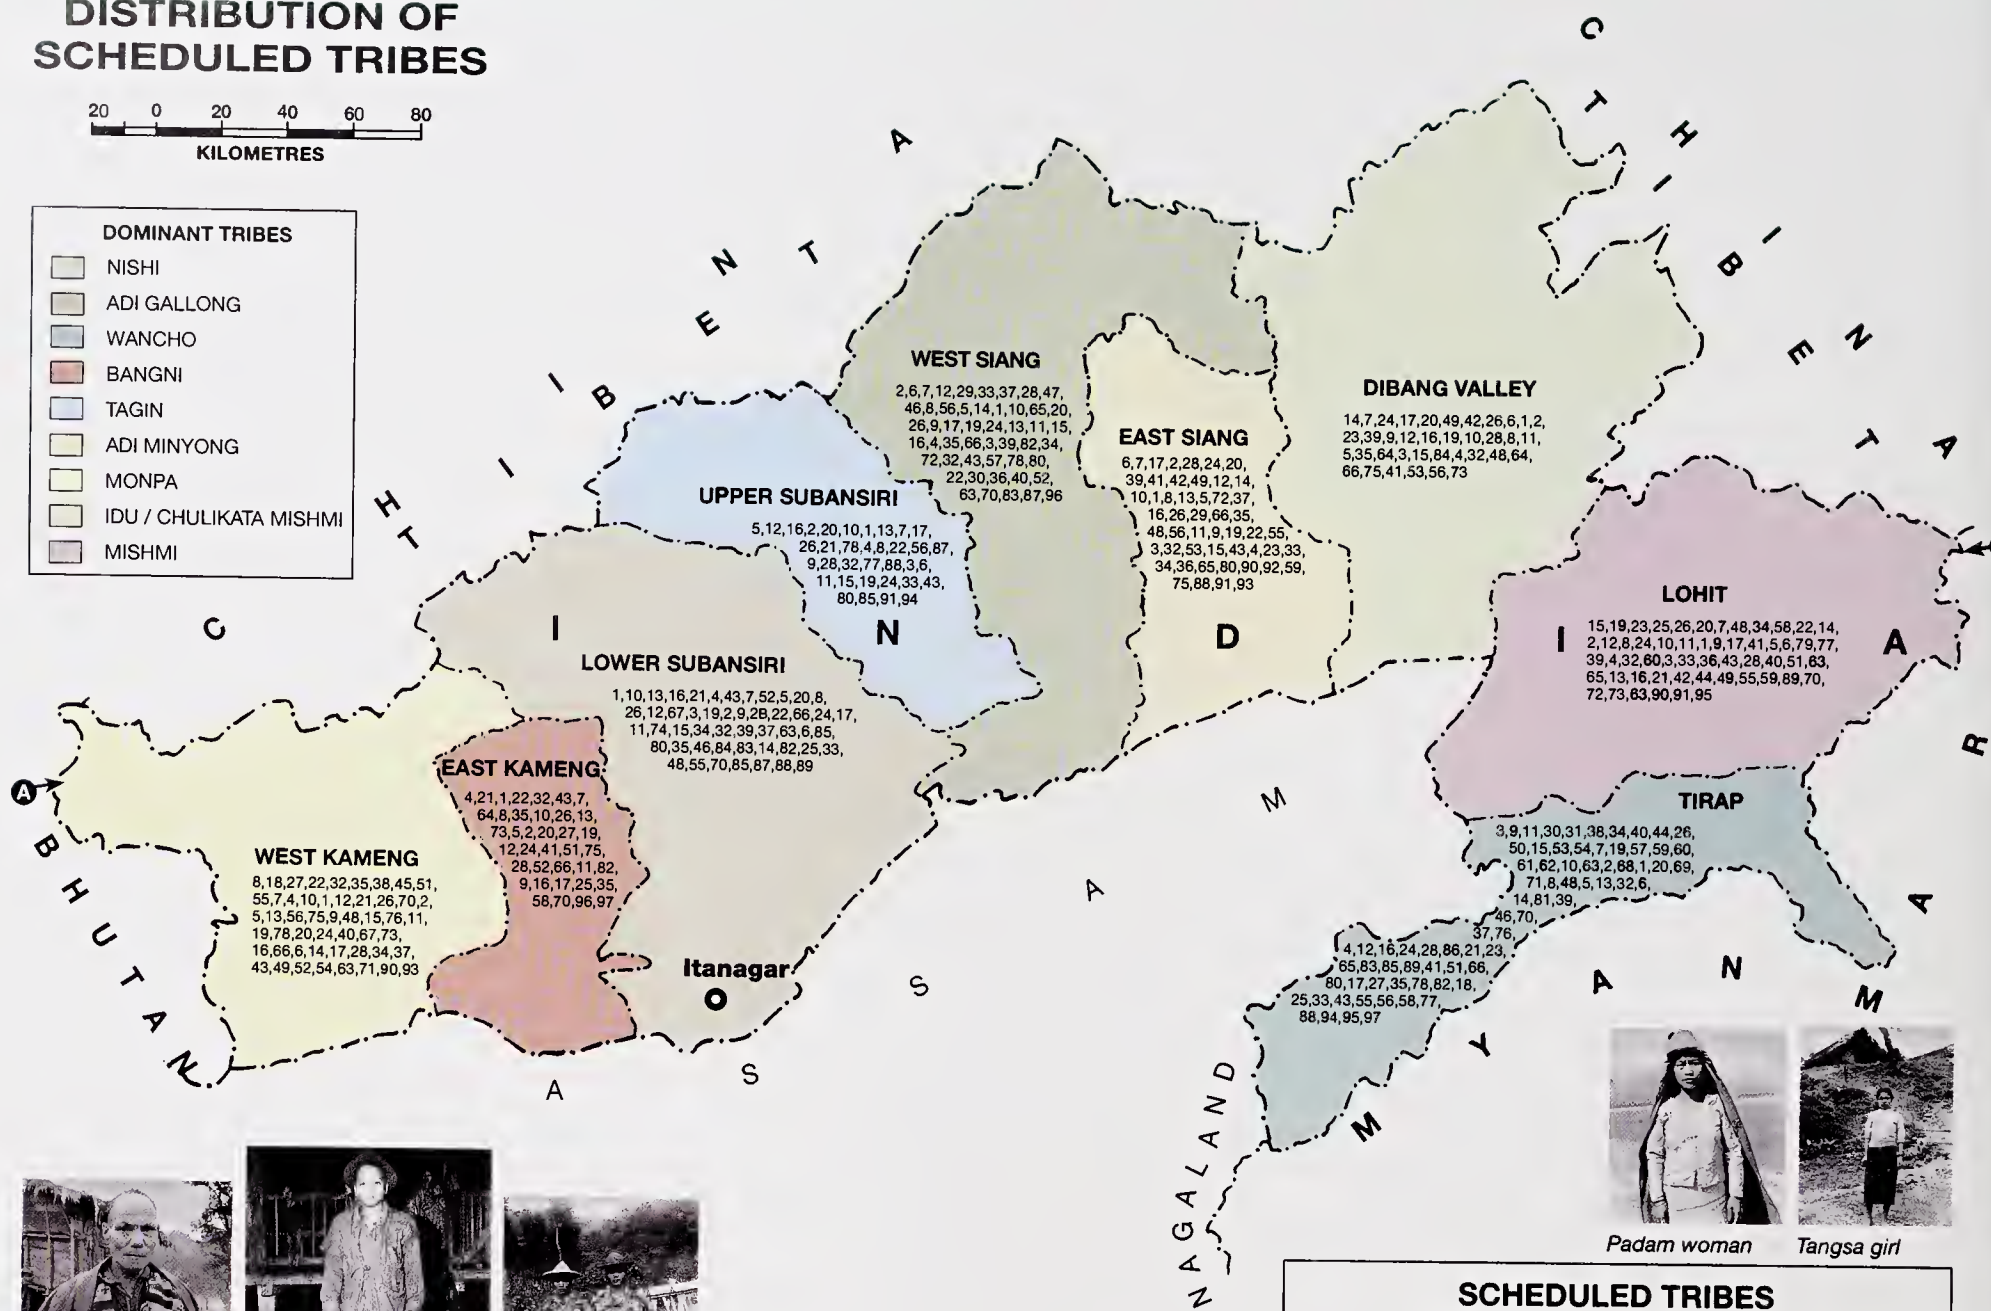 DISTRIBUTION OF
SCHEDULED TRIBES
20 0 20 40 60 80
KILOMETRES
DOMINANT TRIBES
NISHI
ADI GALLONG
WANCHO
BANGNI
TAGIN
ADI MINYONG
MONPA
IDU / CHULIKATA MISHMI
MISHMI
CHINA
TIBET
CHINA
TIBET
WEST SIANG
2,6,7,12,29,33,37,28,47,
46,8,56,5,14,1,10,65,20,
26,9,17,19,24,13,11,15,
16,4,35,66,3,39,82,34,
72,32,43,57,78,80,
22,30,36,40,52,
63,70,83,87,96
EAST SIANG
6,7,17,2,28,24,20,
39,41,42,49,12,14,
10,1,8,13,5,72,37,
16,26,29,66,35,
48,56,11,9,19,22,55,
3,32,53,15,43,4,23,33,
34,36,65,80,90,92,59,
75,88,91,93
DIBANG VALLEY
14,7,24,17,20,49,42,26,6,1,2,
23,39,9,12,16,19,10,28,8,11,
5,35,64,3,15,84,4,32,48,64,
66,75,41,53,56,73
UPPER SUBANSIRI
5,12,16,2,20,10,1,13,7,17,
26,21,78,4,8,22,56,87,
9,28,32,77,88,3,6,
11,15,19,24,33,43,
80,85,91,94
LOHIT
15,19,23,25,26,20,7,48,34,58,22,14,
2,12,8,24,10,11,1,9,17,41,5,6,79,77,
39,4,32,60,3,33,36,43,28,40,51,63,
65,13,16,21,42,44,49,55,59,89,70,
72,73,63,90,91,95
INDIA
LOWER SUBANSIRI
1,10,13,16,21,4,43,7,52,5,20,8,
26,12,67,3,19,2,9,2B,22,66,24,17,
11,74,15,34,32,39,37,63,6,85,
80,35,46,84,83,14,82,25,33,
48,55,70,85,87,88,89
EAST KAMENG
4,21,1,22,32,43,7,
64,8,35,10,26,13,
73,5,2,20,27,19,
12,24,41,51,75,
28,52,66,11,82,
9,16,17,25,35,
58,70,96,97
A
WEST KAMENG
8,18,27,22,32,35,38,45,51,
55,7,4,10,1,12,21,26,70,2,
5,13,56,75,9,48,15,76,11,
19,78,20,24,40,67,73,
16,66,6,14,17,28,34,37,
43,49,52,54,63,71,90,93
TIRAP
3,9,11,30,31,38,34,40,44,26,
50,15,53,54,7,19,57,59,60,
61,62,10,63,2,68,1,20,69,
71,8,48,5,13,32,6,
14,81,39,
46,70,
37,76,
4,12,16,24,28,86,21,23,
65,83,85,89,41,51,66,
80,17,27,35,78,82,18,
25,33,43,55,56,58,77,
88,94,95,97
Itanagar
BHUTAN
ASSAM
MYANMAR
NAGALAND
Padam woman
Tangsa girl
SCHEDULED TRIBES